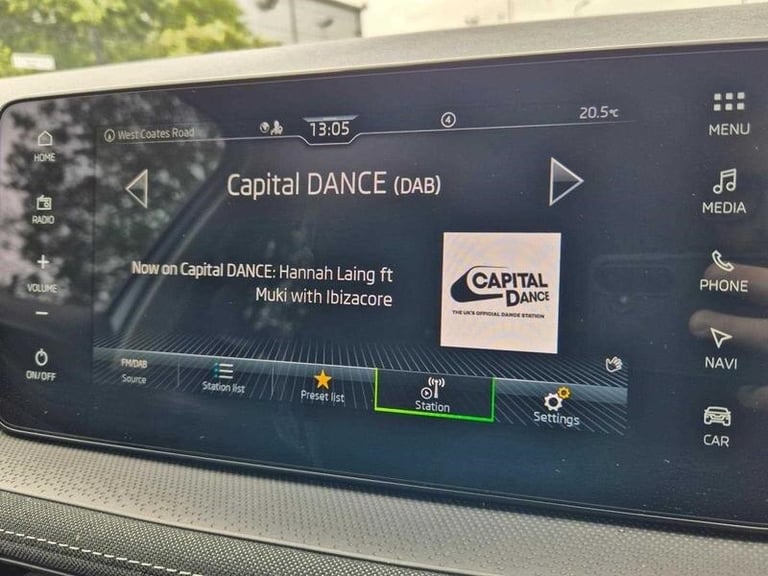 West Coates Road
13:05
4
20.5℃
HOME
RADIO
VOLUME
ON/OFF
Capital DANCE (DAB)
Now on Capital DANCE: Hannah Laing ft
Muki with Ibizacore
CAPITAL
DANCE
THE UK'S OFFICIAL DANCE STATION
FM/DAB
Source
Station list
Preset list
Station
Settings
MENU
MEDIA
PHONE
NAVI
CAR